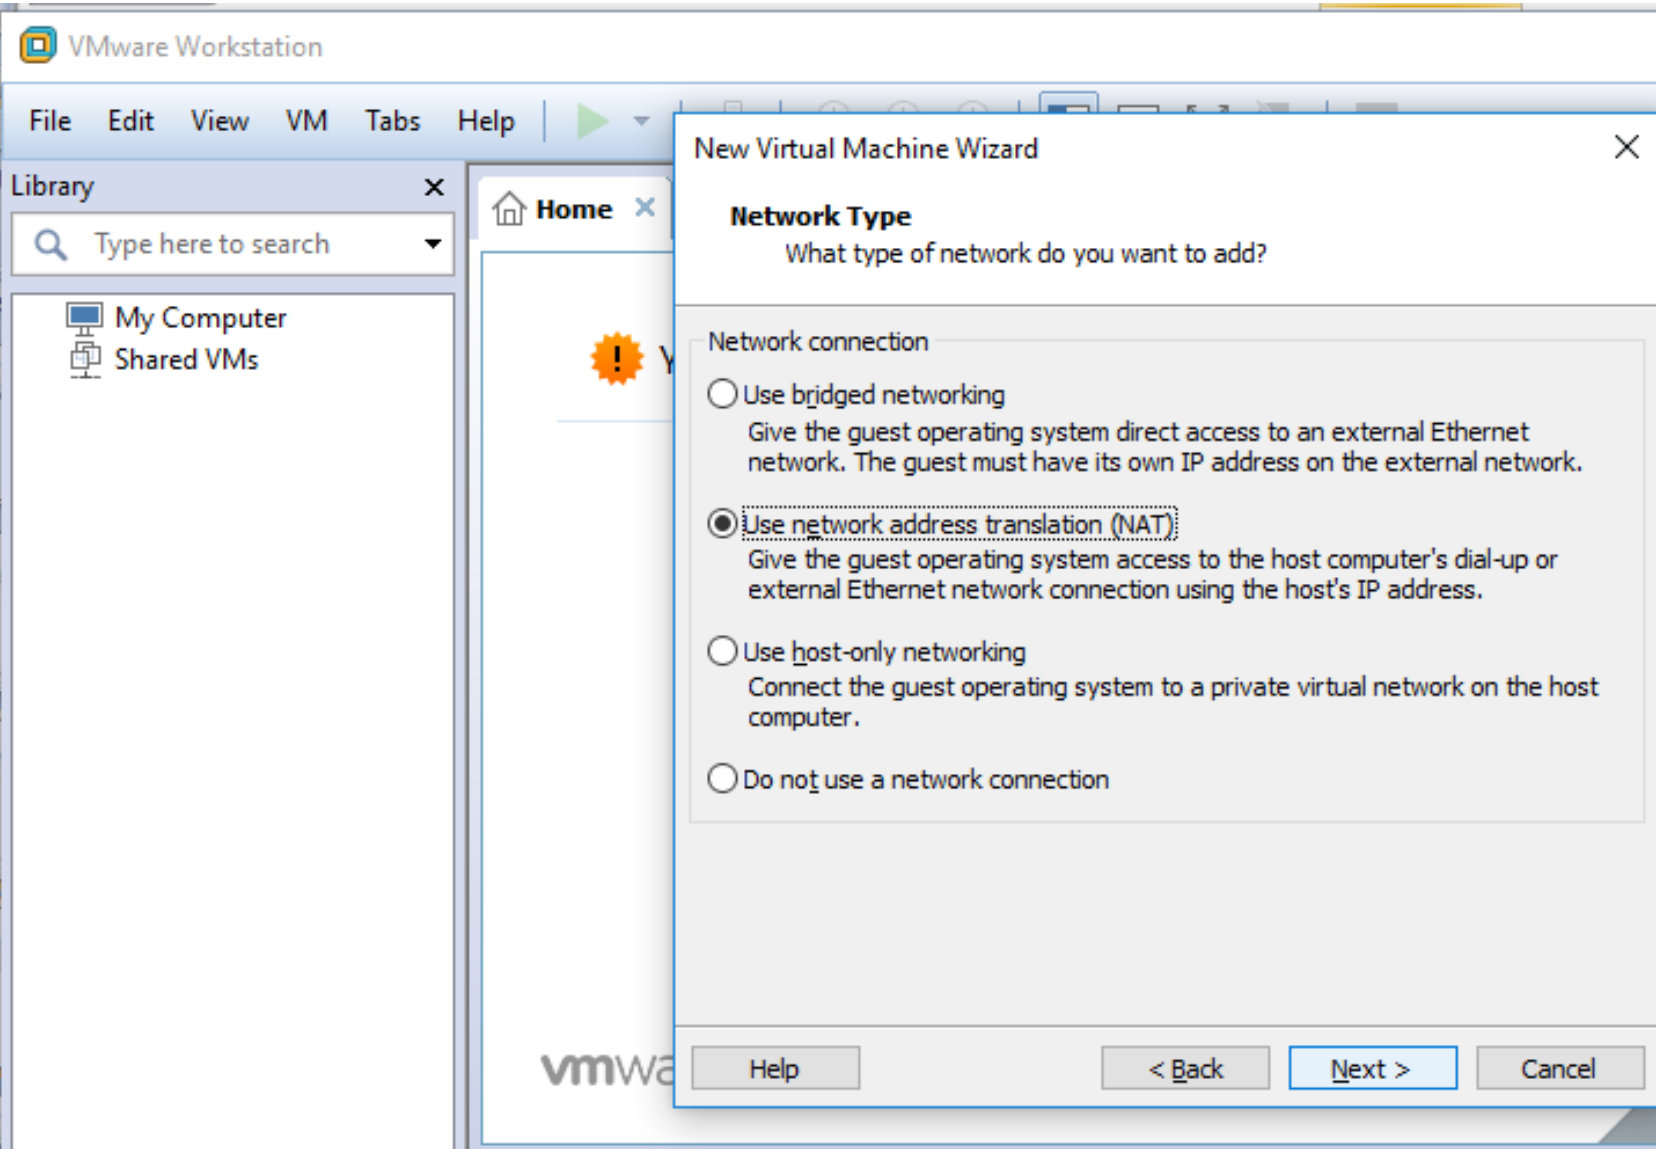 VMware Workstation
File Edit View VM Tabs Help
Library
Type here to search
My Computer
Shared VMs
Home
New Virtual Machine Wizard
Network Type
What type of network do you want to add?
Network connection
Use bridged networking
Give the guest operating system direct access to an external Ethernet
network. The guest must have its own IP address on the external network.
Use network address translation (NAT)
Give the guest operating system access to the host computer's dial-up or
external Ethernet network connection using the host's IP address.
Use host-only networking
Connect the guest operating system to a private virtual network on the host
computer.
Do not use a network connection
Help
< Back
Next >
Cancel